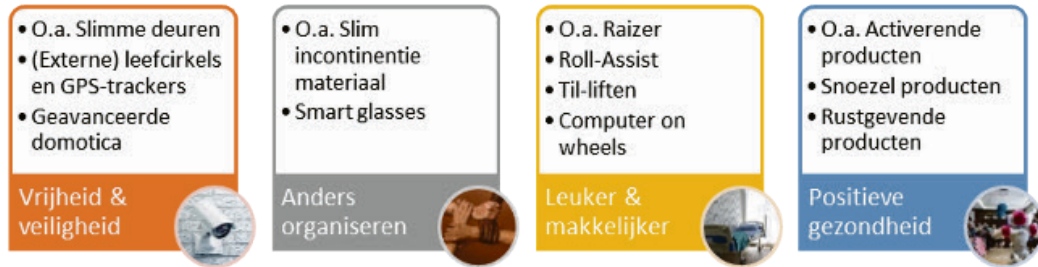 • O.a. Slimme deuren
• (Externe) leefcirkels
en GPS-trackers
• Geavanceerde
domotica
Vrijheid &
veiligheid
• O.a. Slim
incontinentie
materiaal
• Smart glasses
Anders
organiseren
• O.a. Raizer
• Roll-Assist
• Til-liften
• Computer on
wheels
Leuker &
makkelijker
• O.a. Activerende
producten
• Snoezel producten
• Rustgevende
producten
Positieve
gezondheid